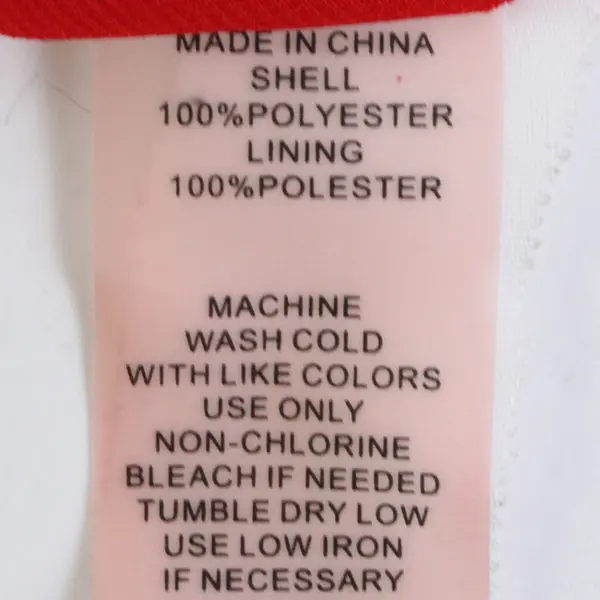 MADE IN CHINA
SHELL
100%POLYESTER
LINING
100%POLESTER
MACHINE
WASH COLD
WITH LIKE COLORS
USE ONLY
NON-CHLORINE
BLEACH IF NEEDED
TUMBLE DRY LOW
USE LOW IRON
IF NECESSARY